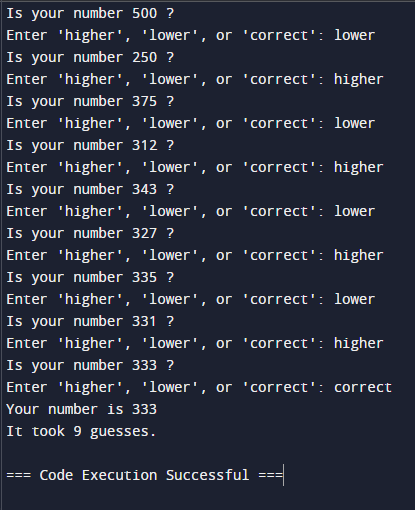 Is your number 500 ?
Enter 'higher', 'lower', or 'correct': lower
Is your number 250 ?
Enter 'higher', 'lower', or 'correct': higher
Is your number 375 ?
Enter 'higher', 'lower', or 'correct': lower
Is your number 312 ?
Enter 'higher', 'lower', or 'correct': higher
Is your number 343 ?
Enter 'higher', 'lower', or 'correct': lower
Is your number 327 ?
Enter 'higher', 'lower', or 'correct': higher
Is your number 335 ?
Enter 'higher', 'lower', or 'correct': lower
Is your number 331 ?
Enter 'higher', 'lower', or 'correct': higher
Is your number 333 ?
Enter 'higher', 'lower', or 'correct': correct
Your number is 333
It took 9 guesses.
=== Code Execution Successful ===